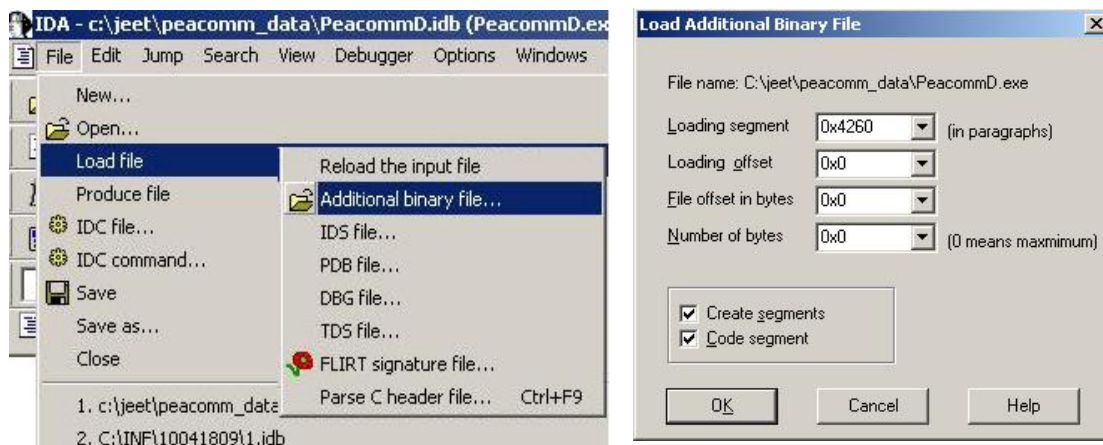 IDA - c:\jeet\peacomm_data\PeacommD.idb (PeacommD.ex
File Edit Jump Search View Debugger Options Windows
New...
Open...
Load file
Produce file
IDC file...
IDC command...
Save
Save as...
Close
1. c:\jeet\peacomm_data
2. C:\INF\10041809\1.idb
Reload the input file
Additional binary file...
IDS file...
PDB file...
DBG file...
TDS file...
FLIRT signature file...
Parse C header file... Ctrl+F9
Load Additional Binary File
File name: C:\jeet\peacomm_data\PeacommD.exe
Loading segment 0x4260 (in paragraphs)
Loading offset 0x0
File offset in bytes 0x0
Number of bytes 0x0 (0 means maxmimum)
Create segments
Code segment
OK Cancel Help